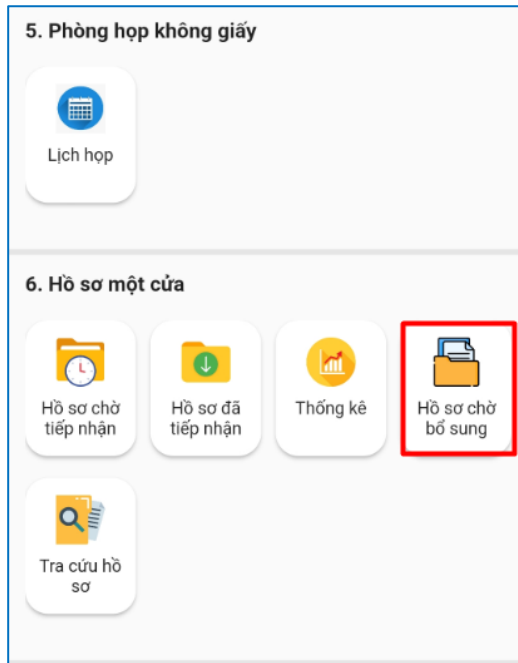 5. Phòng họp không giấy
Lịch họp
6. Hồ sơ một cửa
Hồ sơ chờ
tiếp nhận
Hồ sơ đã
tiếp nhận
Thống kê
Hồ sơ chờ
bổ sung
Tra cứu hồ
sơ